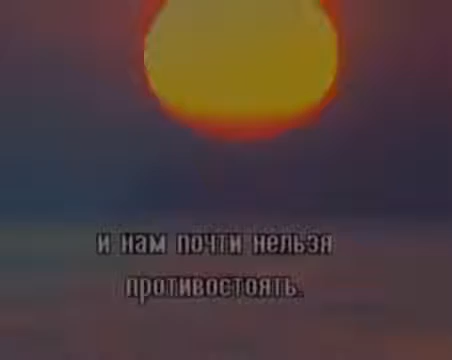 и нам почти нельзя
противостоять.